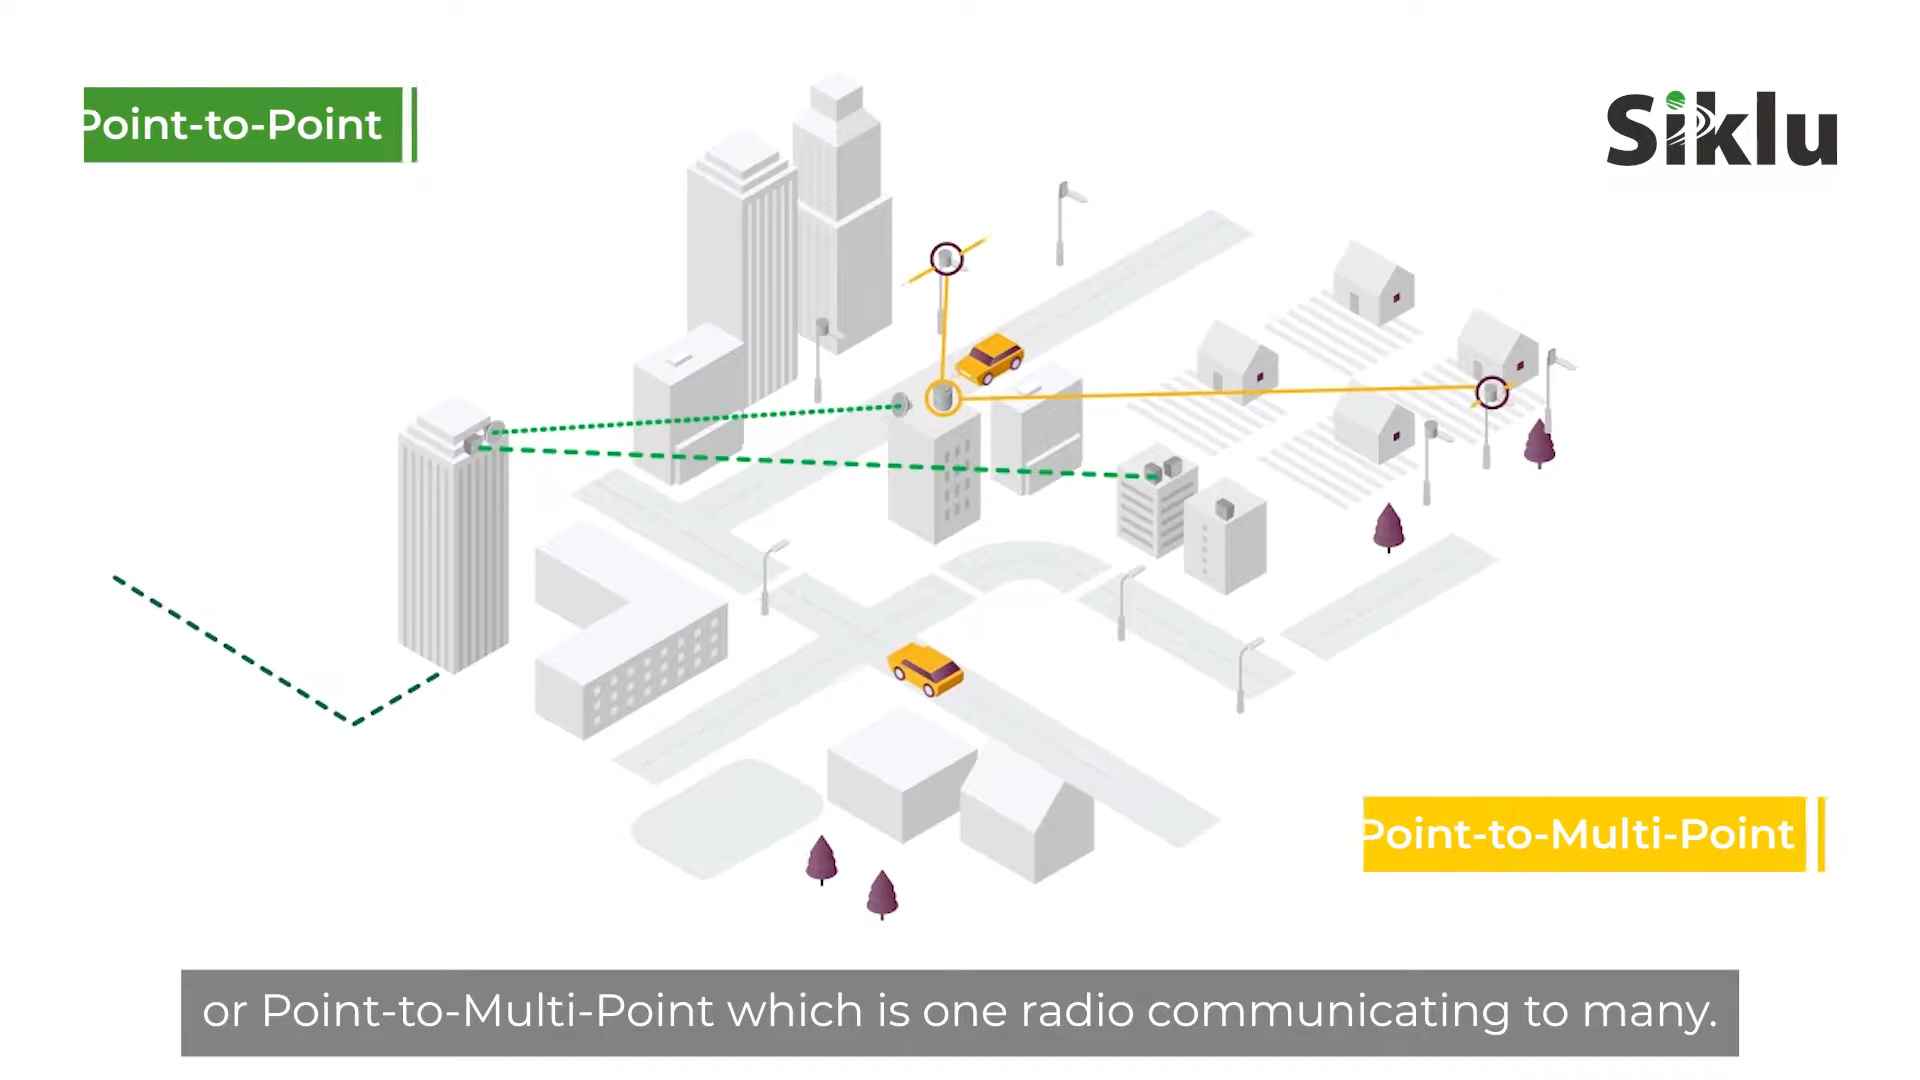 Point-to-Point
Siklu
Point-to-Multi-Point
or Point-to-Multi-Point which is one radio communicating to many.